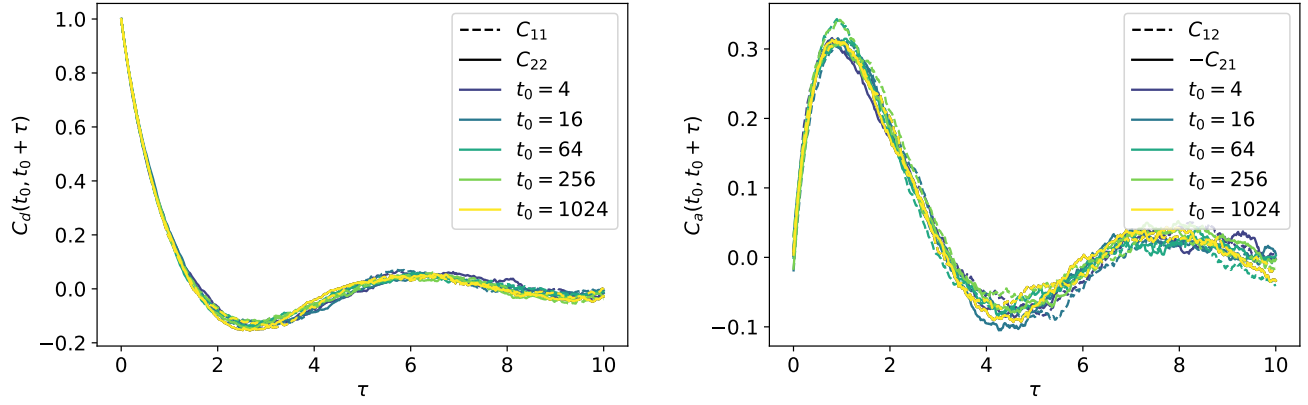 1.0
0.8
0.6
0.4
0.2
0.0
−0.2
0
2
4
6
8
10
τ
C_d(t_0, t_0 + τ)
C_11
C_22
t_0 = 4
t_0 = 16
t_0 = 64
t_0 = 256
t_0 = 1024
0.3
0.2
0.1
0.0
−0.1
0
2
4
6
8
10
τ
C_a(t_0, t_0 + τ)
C_12
−C_21
t_0 = 4
t_0 = 16
t_0 = 64
t_0 = 256
t_0 = 1024